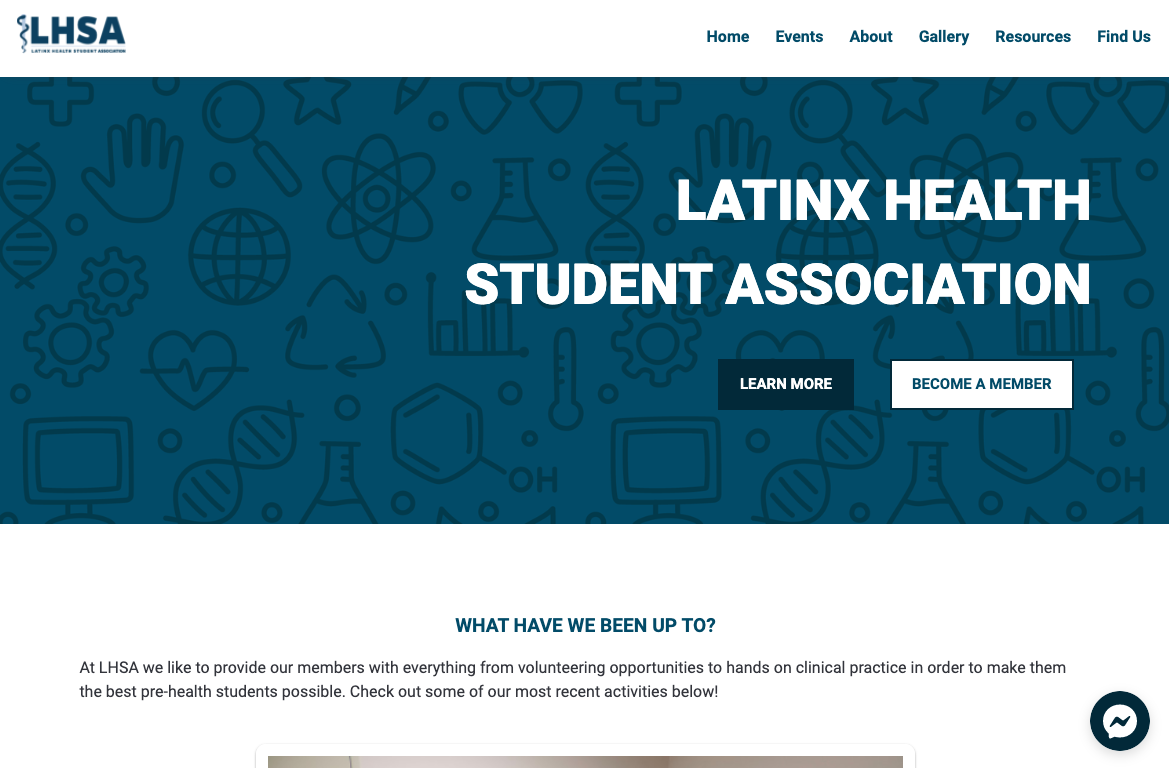 LHSA
LATINX HEALTH STUDENT ASSOCIATION
Home
Events
About
Gallery
Resources
Find Us
LATINX HEALTH
STUDENT ASSOCIATION
LEARN MORE
BECOME A MEMBER
OH
OH
WHAT HAVE WE BEEN UP TO?
At LHSA we like to provide our members with everything from volunteering opportunities to hands on clinical practice in order to make them
the best pre-health students possible. Check out some of our most recent activities below!